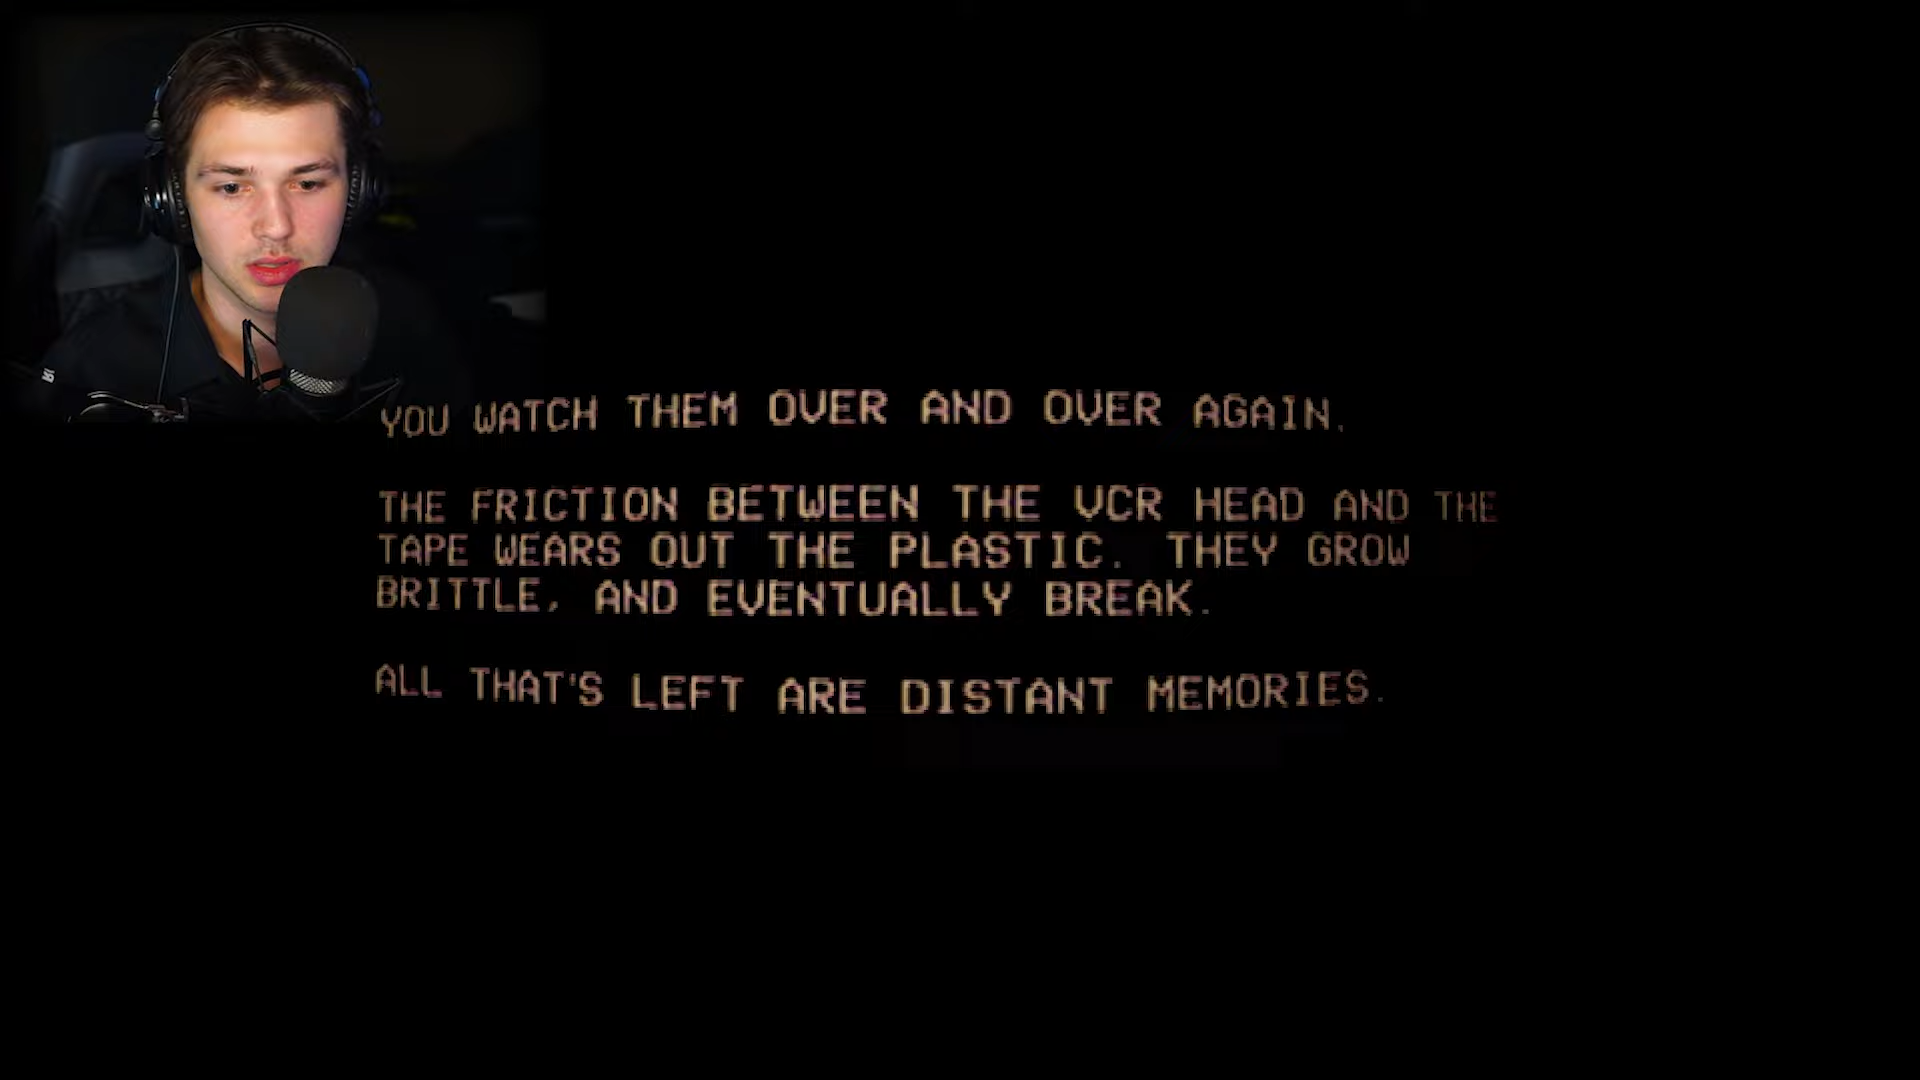 YOU WATCH THEM OVER AND OVER AGAIN.
THE FRICTION BETWEEN THE VCR HEAD AND THE
TAPE WEARS OUT THE PLASTIC. THEY GROW
BRITTLE, AND EVENTUALLY BREAK.
ALL THAT'S LEFT ARE DISTANT MEMORIES.